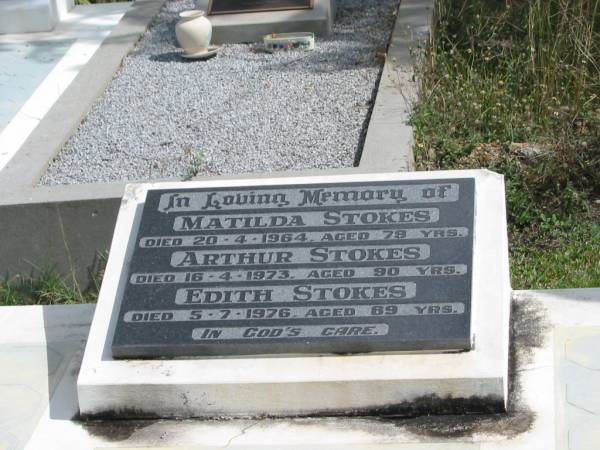 In Loving Memory of
MATILDA STOKES
DIED 20-4-1964. AGED 79 YRS.
ARTHUR STOKES
DIED 16-4-1973. AGED 90 YRS.
EDITH STOKES
DIED 5-7-1976. AGED 89 YRS.
IN GOD'S CARE.